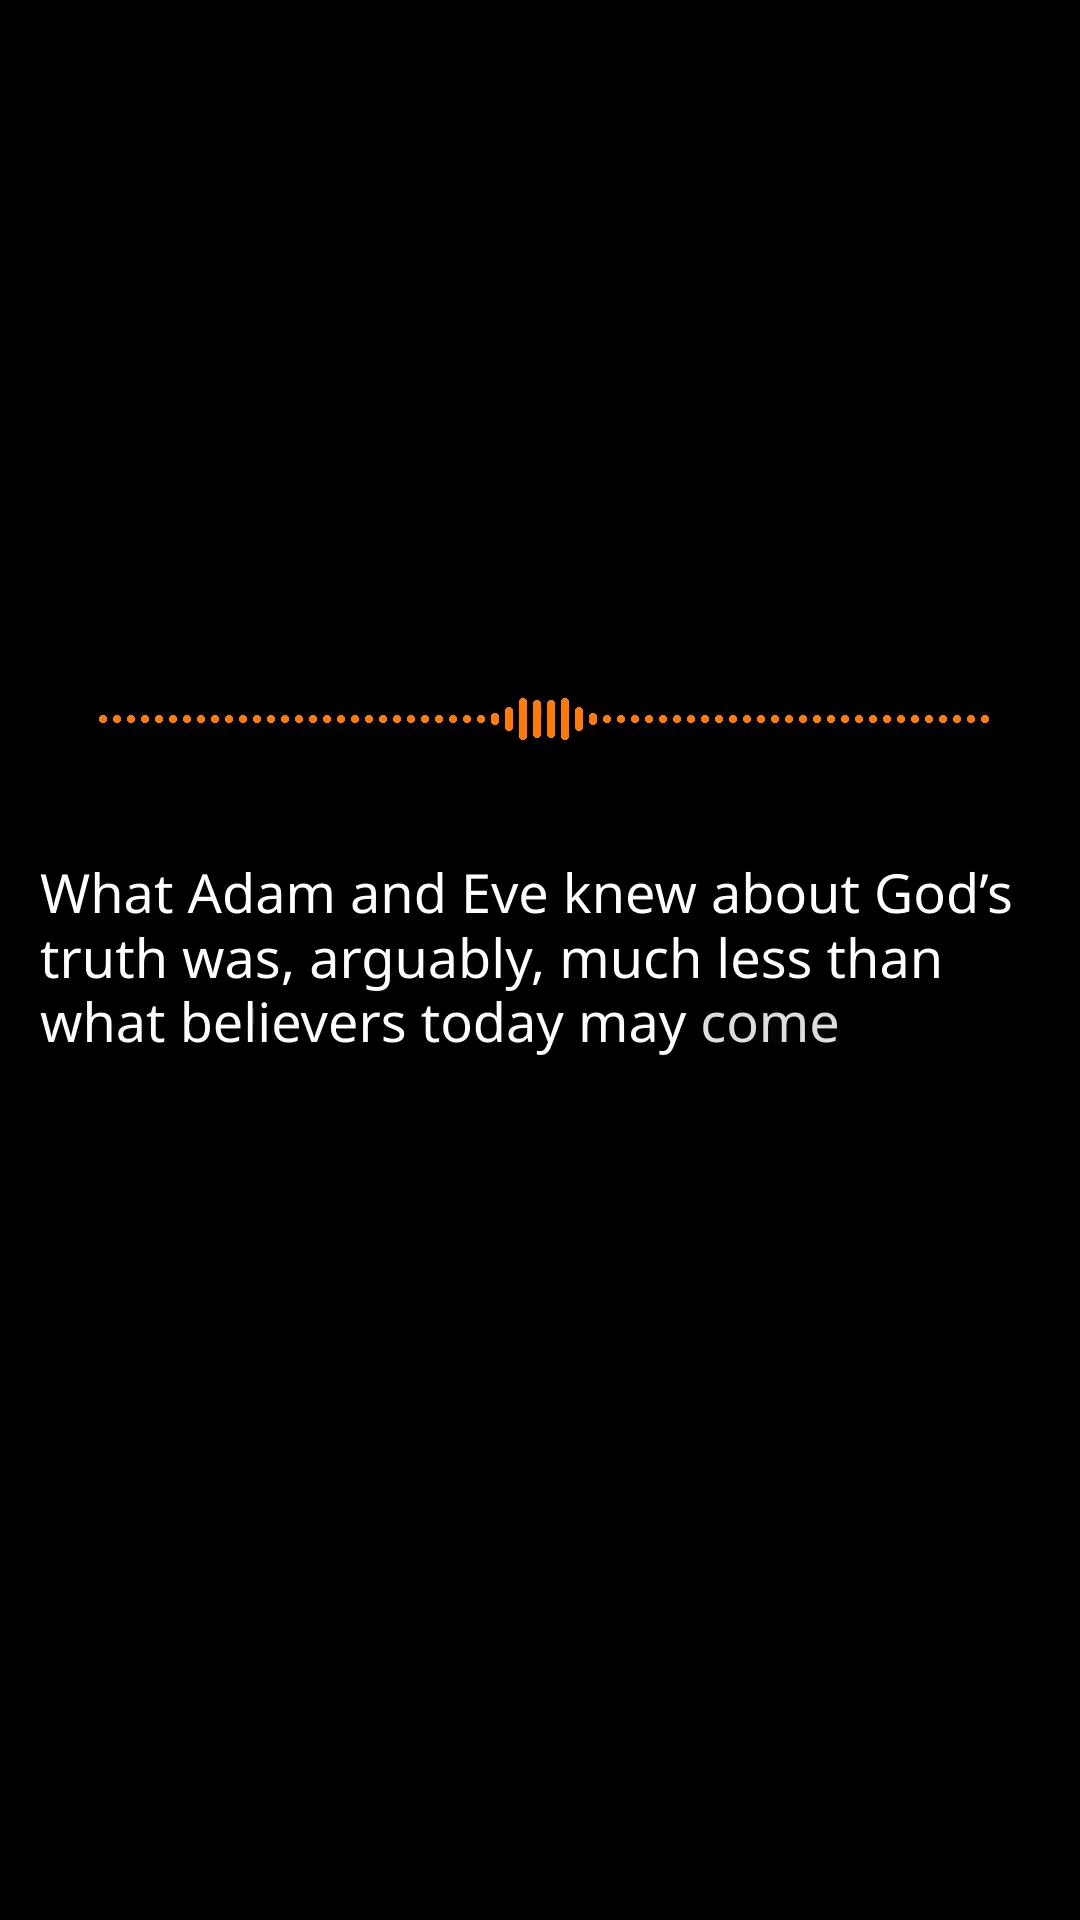 What Adam and Eve knew about God’s
truth was, arguably, much less than
what believers today may come